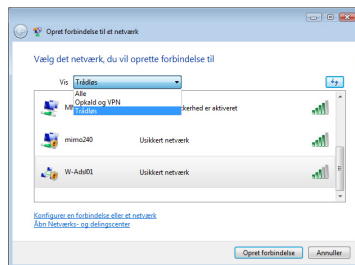 Opret forbindelse til et netværk
Vælg det netværk, du vil oprette forbindelse til
Vis Trådløs
Alle
Opkald og VPN
Trådløs
kerhed er aktiveret
mimo240 Usikkert netværk
W-Adsl01 Usikkert netværk
Konfigurer en forbindelse eller et netværk
Åbn Netværks- og delingscenter
Opret forbindelse Annuller